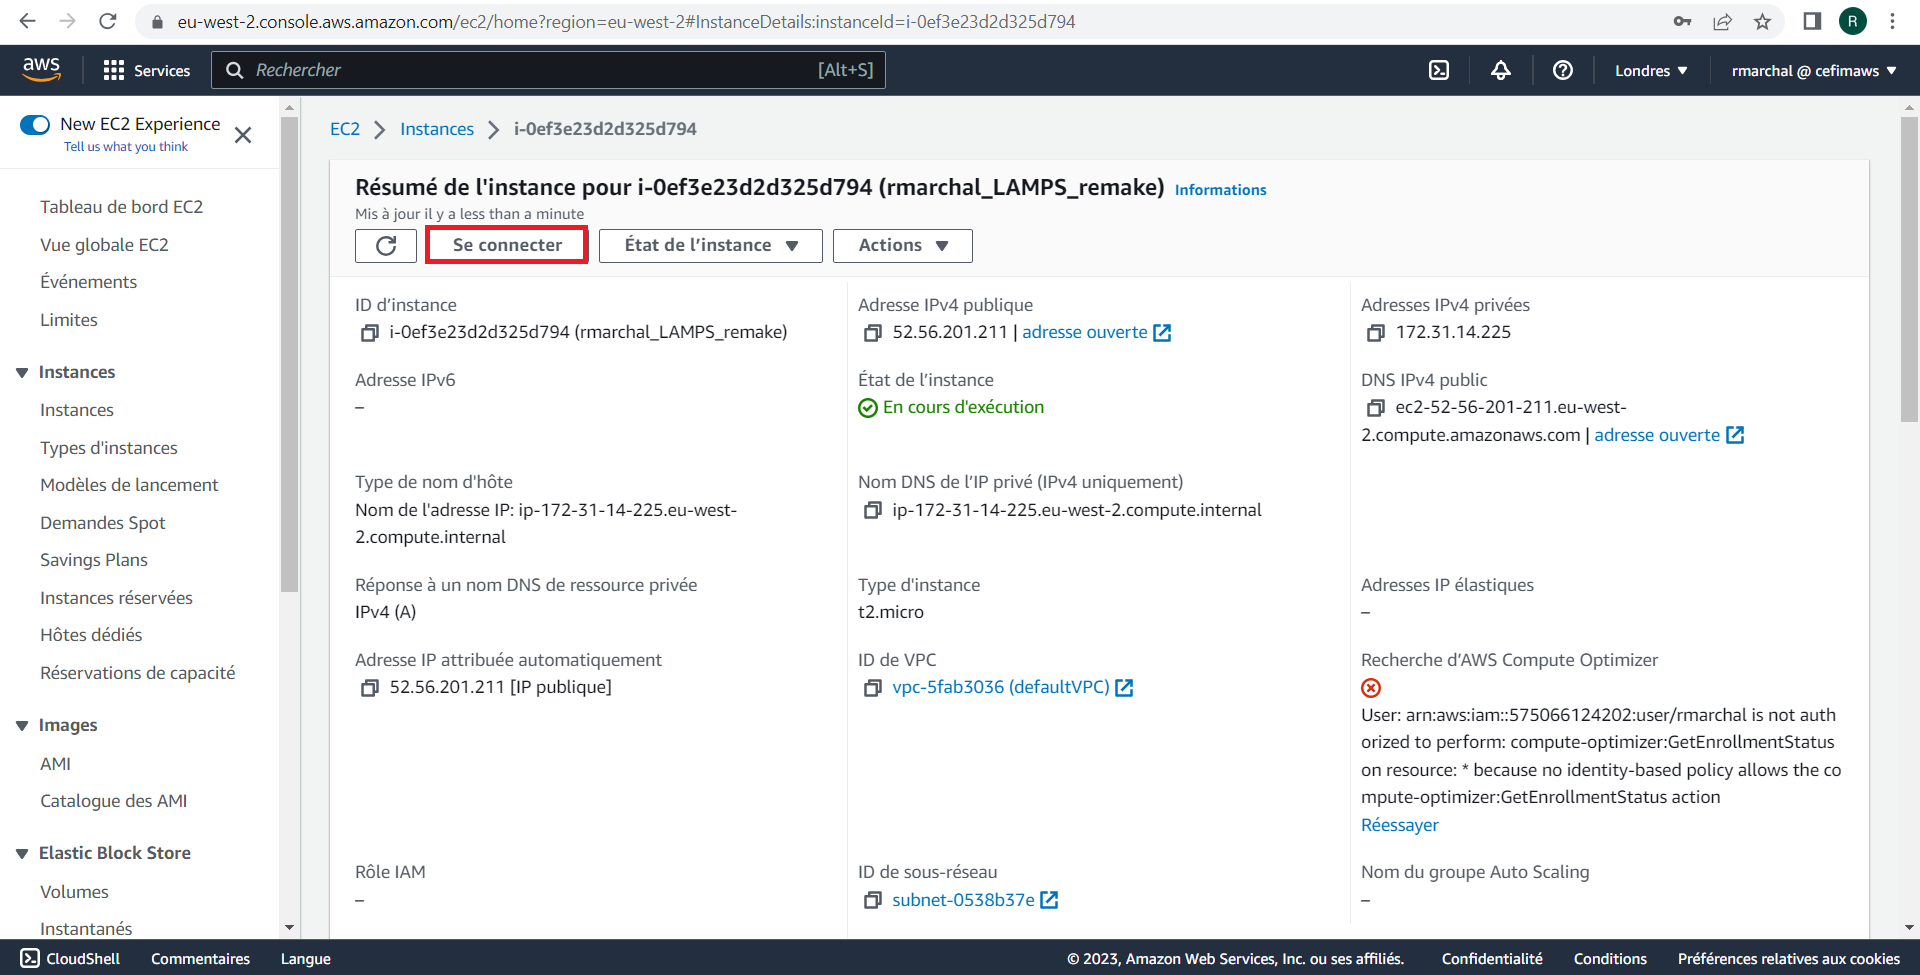 eu-west-2.console.aws.amazon.com/ec2/home?region=eu-west-2#InstanceDetails:instanceId=i-0ef3e23d2d325d794
R
aws
Services
Rechercher
[Alt+S]
Londres
rmarchal @ cefimaws
New EC2 Experience
Tell us what you think
Tableau de bord EC2
Vue globale EC2
Événements
Limites
Instances
Instances
Types d'instances
Modèles de lancement
Demandes Spot
Savings Plans
Instances réservées
Hôtes dédiés
Réservations de capacité
Images
AMI
Catalogue des AMI
Elastic Block Store
Volumes
Instantanés
EC2 > Instances > i-0ef3e23d2d325d794
Résumé de l'instance pour i-0ef3e23d2d325d794 (rmarchal_LAMPS_remake) Informations
Mis à jour il y a less than a minute
Se connecter
État de l'instance
Actions
ID d'instance
i-0ef3e23d2d325d794 (rmarchal_LAMPS_remake)
Adresse IPv4 publique
52.56.201.211 | adresse ouverte
Adresses IPv4 privées
172.31.14.225
Adresse IPv6
–
État de l'instance
En cours d'exécution
DNS IPv4 public
ec2-52-56-201-211.eu-west-
2.compute.amazonaws.com | adresse ouverte
Type de nom d'hôte
Nom de l'adresse IP: ip-172-31-14-225.eu-west-
2.compute.internal
Nom DNS de l'IP privé (IPv4 uniquement)
ip-172-31-14-225.eu-west-2.compute.internal
Réponse à un nom DNS de ressource privée
IPv4 (A)
Type d'instance
t2.micro
Adresses IP élastiques
–
Adresse IP attribuée automatiquement
52.56.201.211 [IP publique]
ID de VPC
vpc-5fab3036 (defaultVPC)
Recherche d'AWS Compute Optimizer
User: arn:aws:iam::575066124202:user/rmarchal is not auth
orized to perform: compute-optimizer:GetEnrollmentStatus
on resource: * because no identity-based policy allows the co
mpute-optimizer:GetEnrollmentStatus action
Réessayer
Rôle IAM
–
ID de sous-réseau
subnet-0538b37e
Nom du groupe Auto Scaling
–
CloudShell
Commentaires
Langue
© 2023, Amazon Web Services, Inc. ou ses affiliés.
Confidentialité
Conditions
Préférences relatives aux cookies